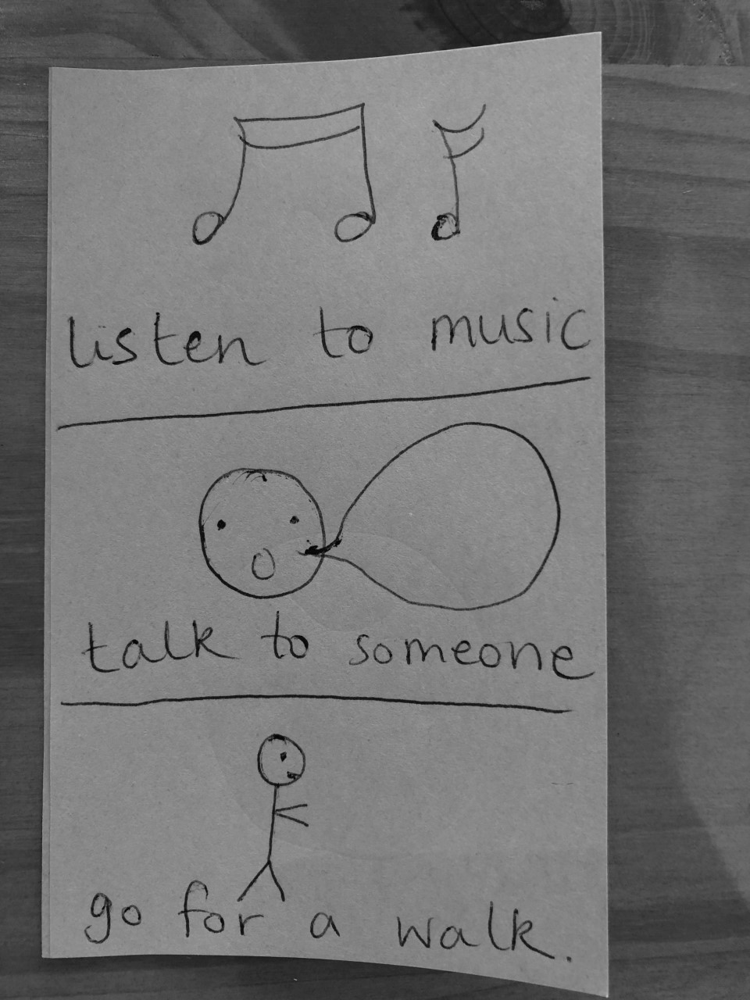 listen to music
talk to someone
go for a walk.